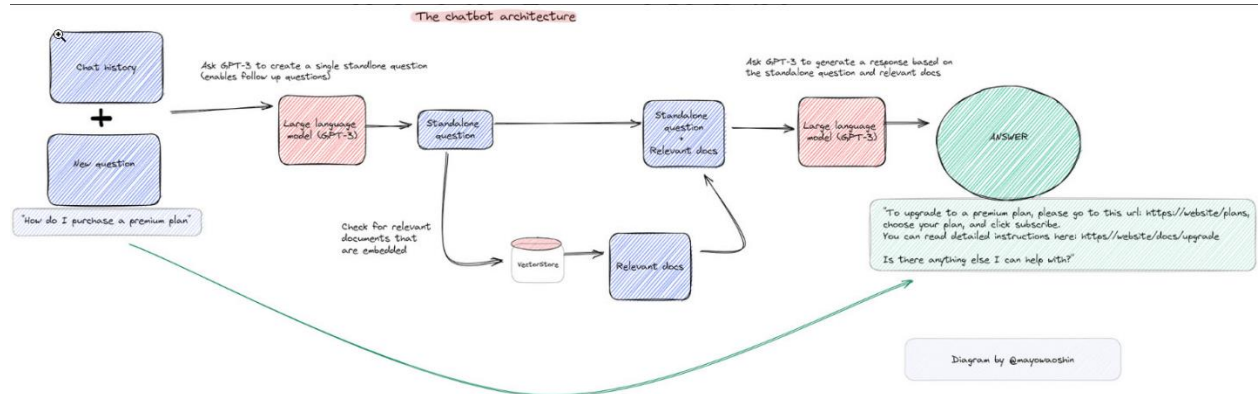 The chatbot architecture
Chat history
+
New question
"How do I purchase a premium plan"
Ask GPT-3 to create a single standlone question
(enables follow up questions)
Large language
model (GPT-3)
Standalone
question
Check for relevant
documents that
are embedded
VectorStore
Relevant docs
Standalone
question
+
Relevant docs
Ask GPT-3 to generate a response based on
the standalone question and relevant docs
Large language
model (GPT-3)
ANSWER
"To upgrade to a premium plan, please go to this url: https://website/plans,
choose your plan, and click subscribe.
You can read detailed instructions here: https//website/docs/upgrade
Is there anything else I can help with?"
Diagram by @mayowaoshin